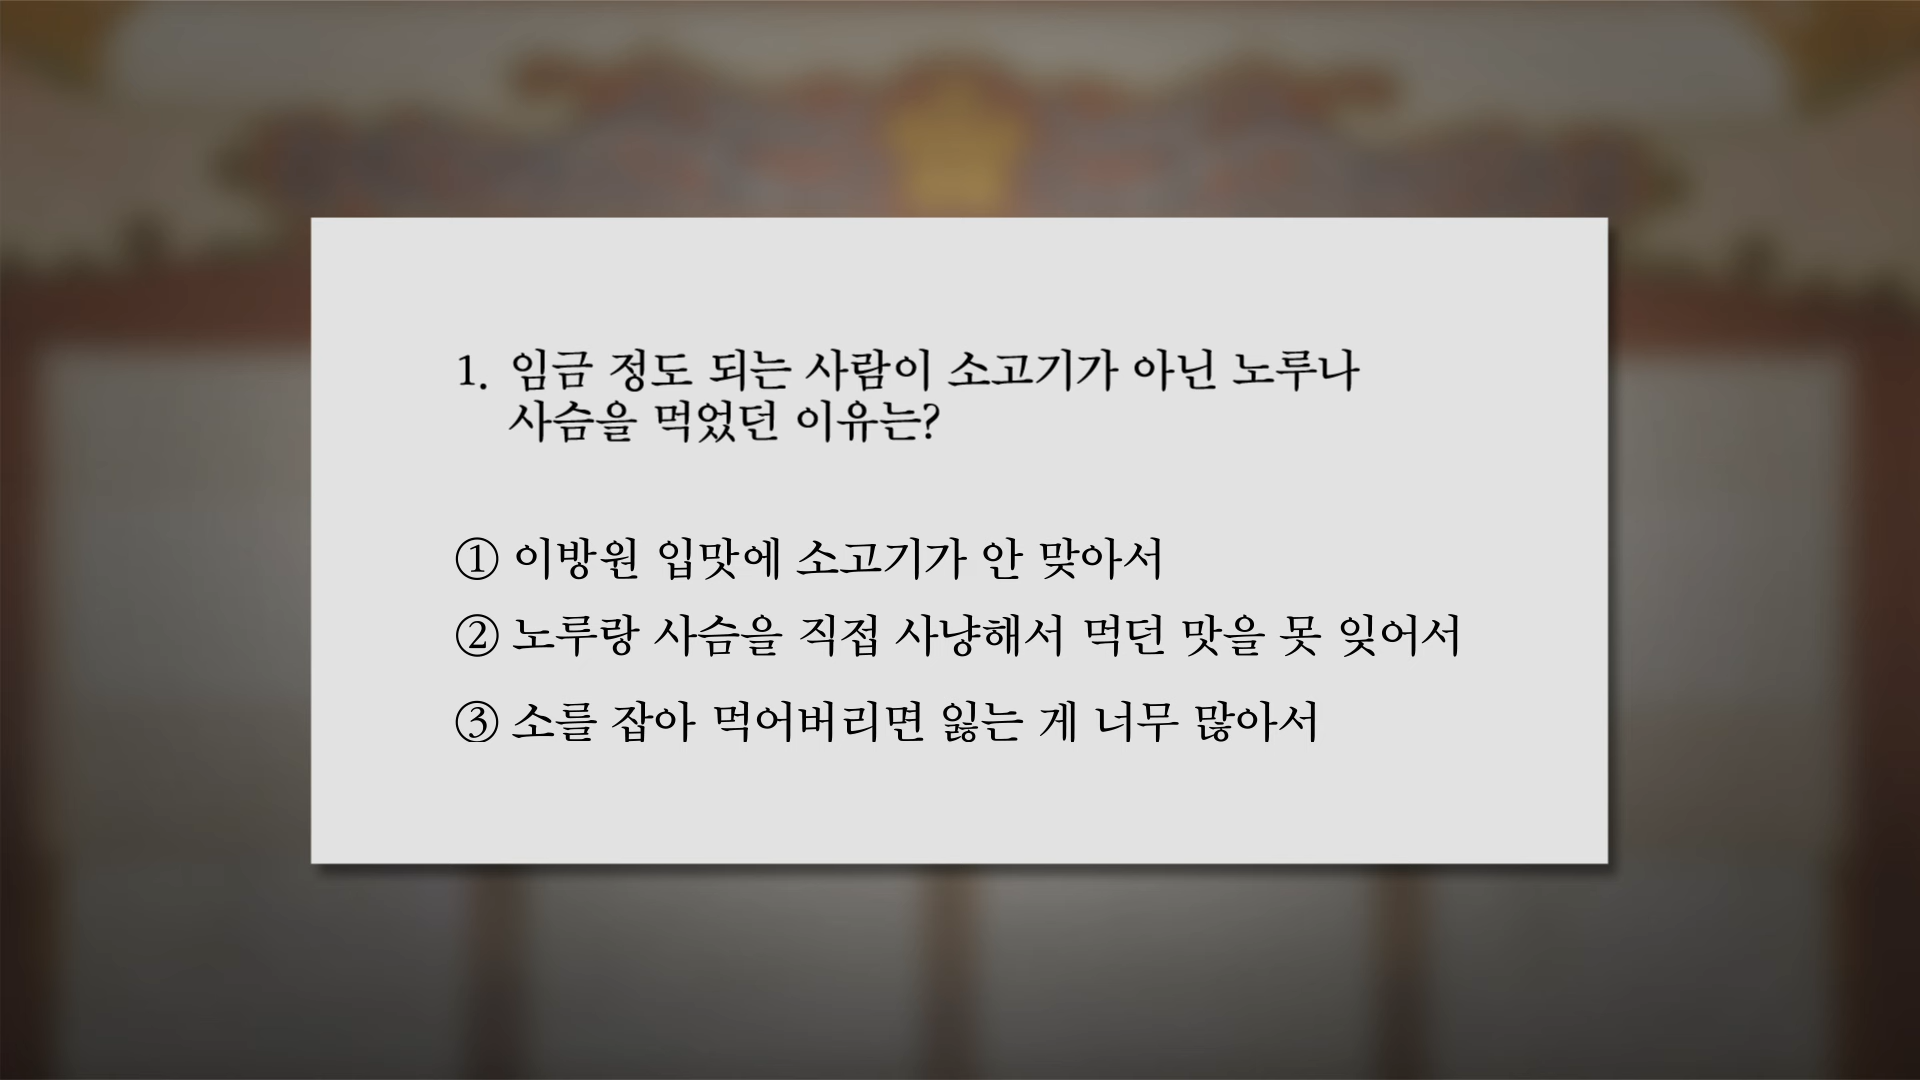 1. 임금 정도 되는 사람이 소고기가 아닌 노루나
사슴을 먹었던 이유는?
① 이방원 입맛에 소고기가 안 맞아서
② 노루랑 사슴을 직접 사냥해서 먹던 맛을 못 잊어서
③ 소를 잡아 먹어버리면 잃는 게 너무 많아서